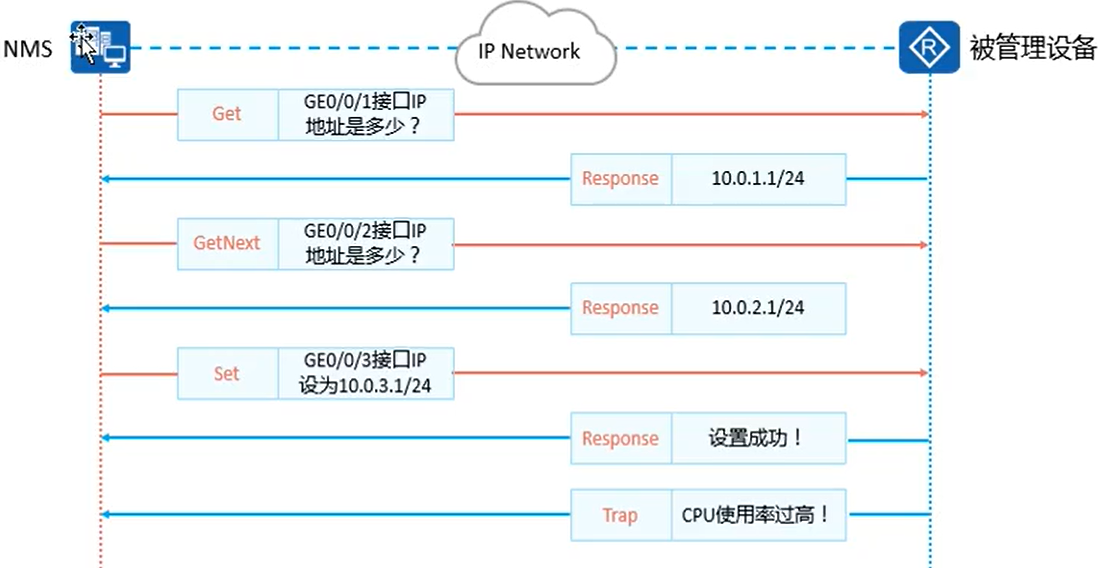 NMS
IP Network
R
被管理设备
Get
GE0/0/1接口IP
地址是多少？
Response
10.0.1.1/24
GetNext
GE0/0/2接口IP
地址是多少？
Response
10.0.2.1/24
Set
GE0/0/3接口IP
设为10.0.3.1/24
Response
设置成功！
Trap
CPU使用率过高！